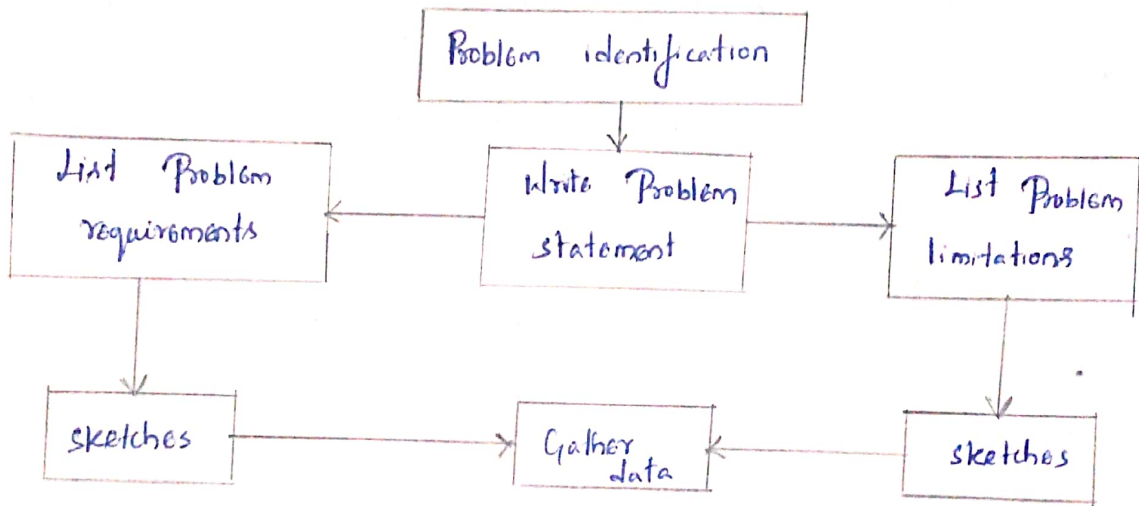 Problem identification
List Problem
requirements
Write Problem
statement
List Problem
limitations
sketches
Gather
data
sketches